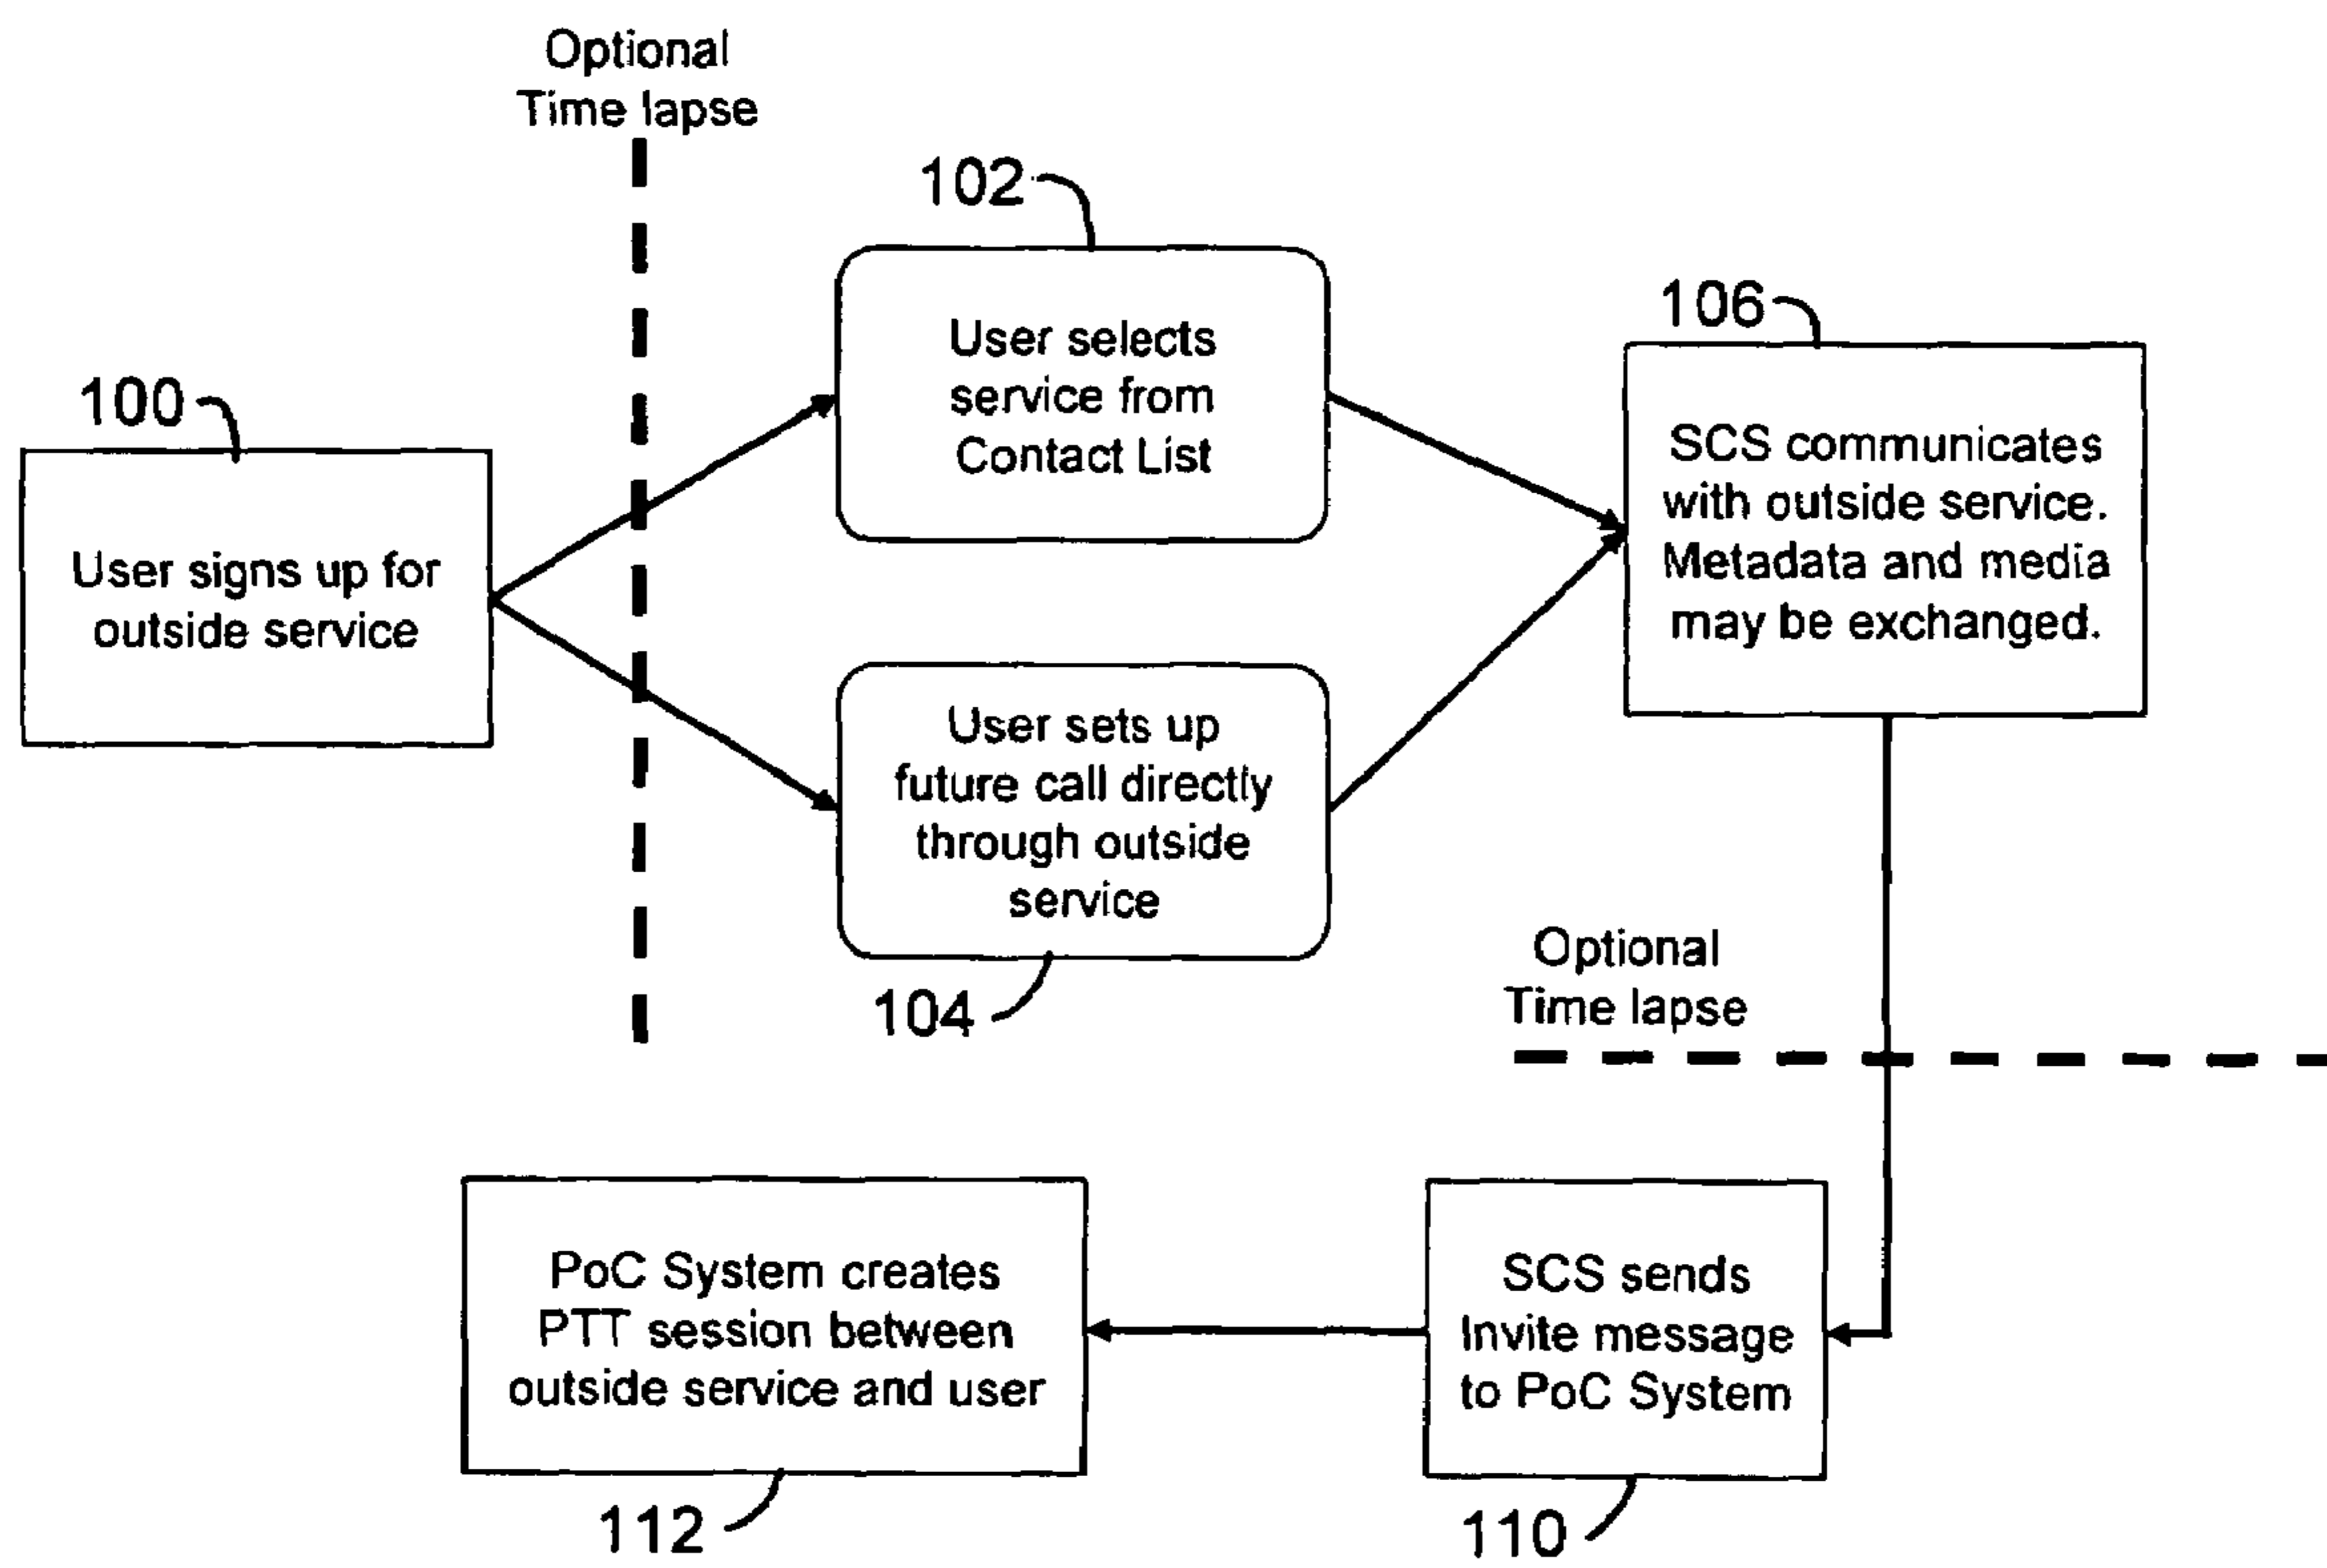 Optional
Time lapse
102
User selects
service from
Contact List
106
SCS communicates
with outside service.
Metadata and media
may be exchanged.
100
User signs up for
outside service
User sets up
future call directly
through outside
service
104
Optional
Time lapse
PoC System creates
PTT session between
outside service and user
112
SCS sends
Invite message
to PoC System
110